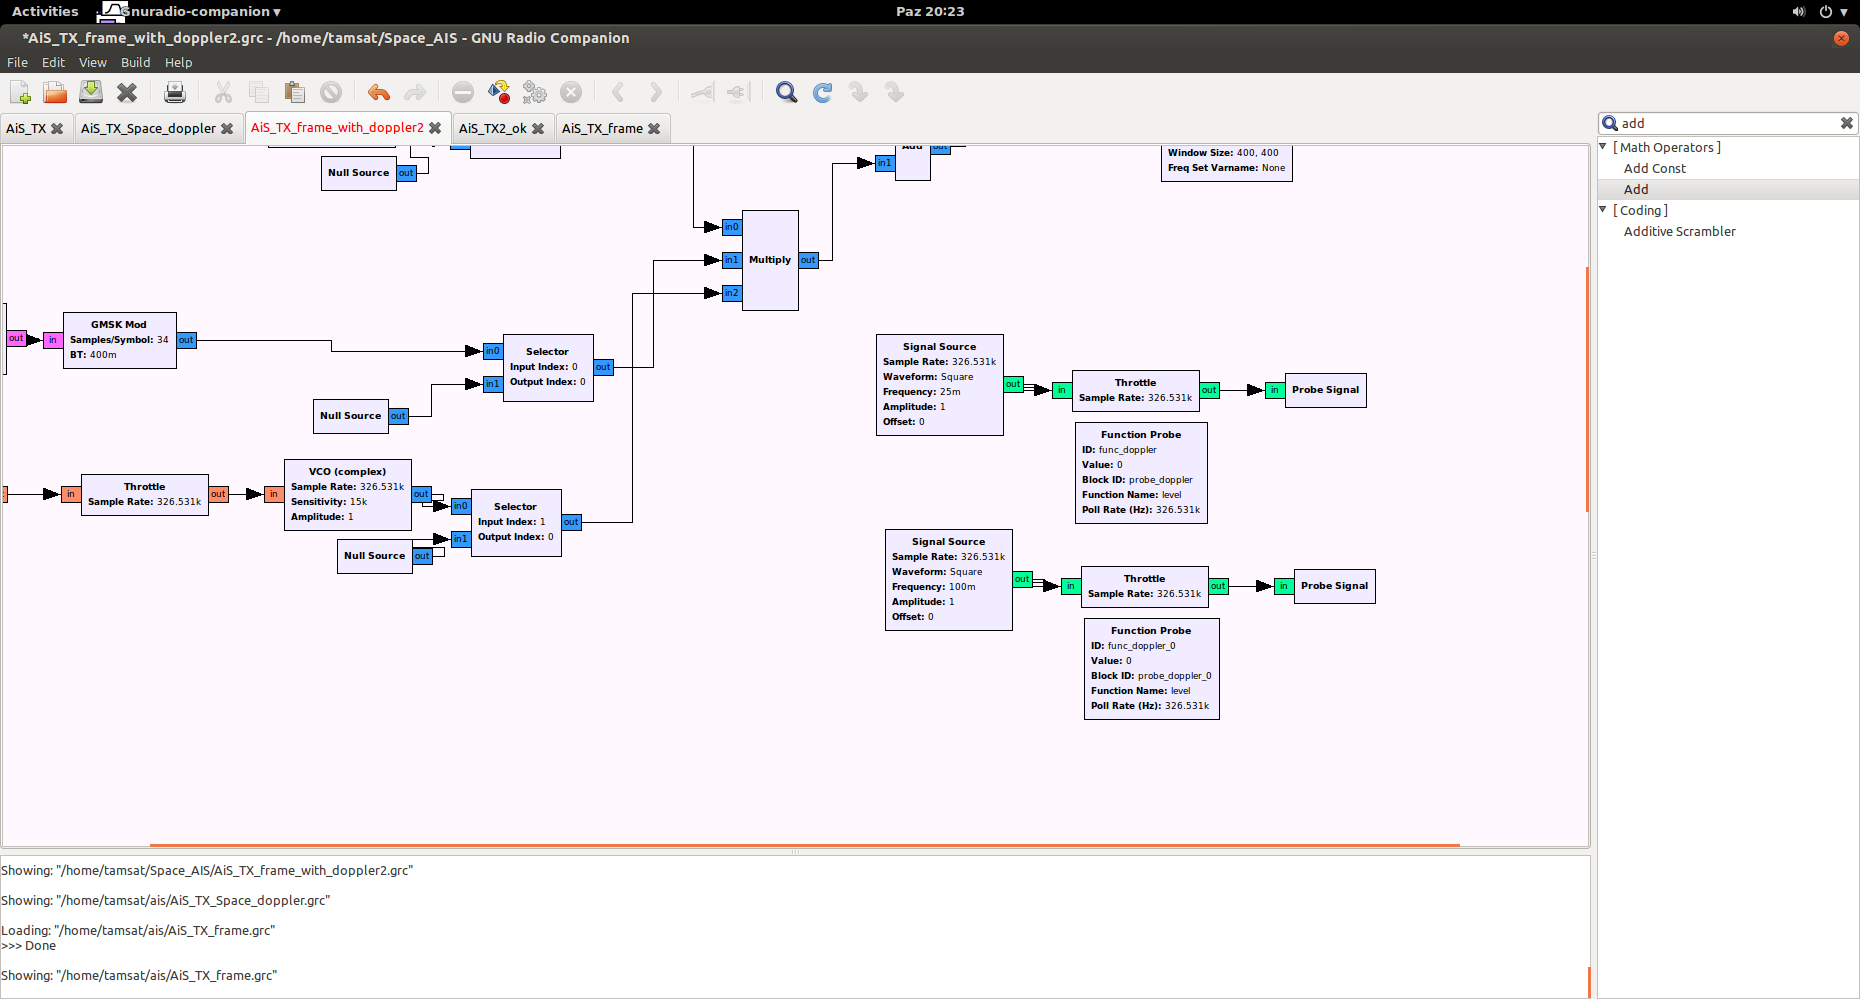 Activities Gnuradio-companion ▾ Paz 20:23
*AiS_TX_frame_with_doppler2.grc - /home/tamsat/Space_AIS - GNU Radio Companion
File Edit View Build Help
AiS_TX AiS_TX_Space_doppler AiS_TX_frame_with_doppler2 AiS_TX2_ok AiS_TX_frame
Null Source
out
in1
Add
out
Window Size: 400, 400
Freq Set Varname: None
in0
in1
in2
Multiply
out
out
in
GMSK Mod
Samples/Symbol: 34
BT: 400m
out
in0
in1
Selector
Input Index: 0
Output Index: 0
out
Null Source
out
in
Throttle
Sample Rate: 326.531k
out
in
VCO (complex)
Sample Rate: 326.531k
Sensitivity: 15k
Amplitude: 1
out
in0
in1
Selector
Input Index: 1
Output Index: 0
out
Null Source
out
Signal Source
Sample Rate: 326.531k
Waveform: Square
Frequency: 25m
Amplitude: 1
Offset: 0
out
in
Throttle
Sample Rate: 326.531k
out
in
Probe Signal
Function Probe
ID: func_doppler
Value: 0
Block ID: probe_doppler
Function Name: level
Poll Rate (Hz): 326.531k
Signal Source
Sample Rate: 326.531k
Waveform: Square
Frequency: 100m
Amplitude: 1
Offset: 0
out
in
Throttle
Sample Rate: 326.531k
out
in
Probe Signal
Function Probe
ID: func_doppler_0
Value: 0
Block ID: probe_doppler_0
Function Name: level
Poll Rate (Hz): 326.531k
add
[ Math Operators ]
Add Const
Add
[ Coding ]
Additive Scrambler
Showing: "/home/tamsat/Space_AIS/AiS_TX_frame_with_doppler2.grc"
Showing: "/home/tamsat/ais/AiS_TX_Space_doppler.grc"
Loading: "/home/tamsat/ais/AiS_TX_frame.grc"
>>> Done
Showing: "/home/tamsat/ais/AiS_TX_frame.grc"